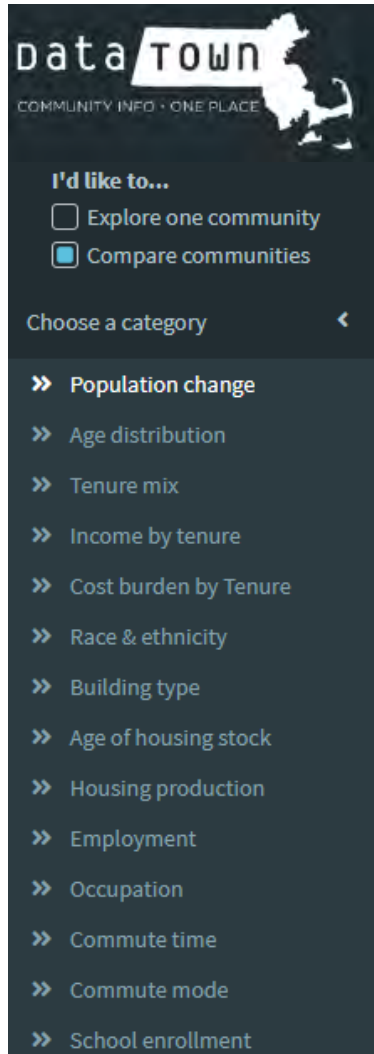 Data TOWN
COMMUNITY INFO · ONE PLACE
I'd like to...
Explore one community
Compare communities
Choose a category
Population change
Age distribution
Tenure mix
Income by tenure
Cost burden by Tenure
Race & ethnicity
Building type
Age of housing stock
Housing production
Employment
Occupation
Commute time
Commute mode
School enrollment